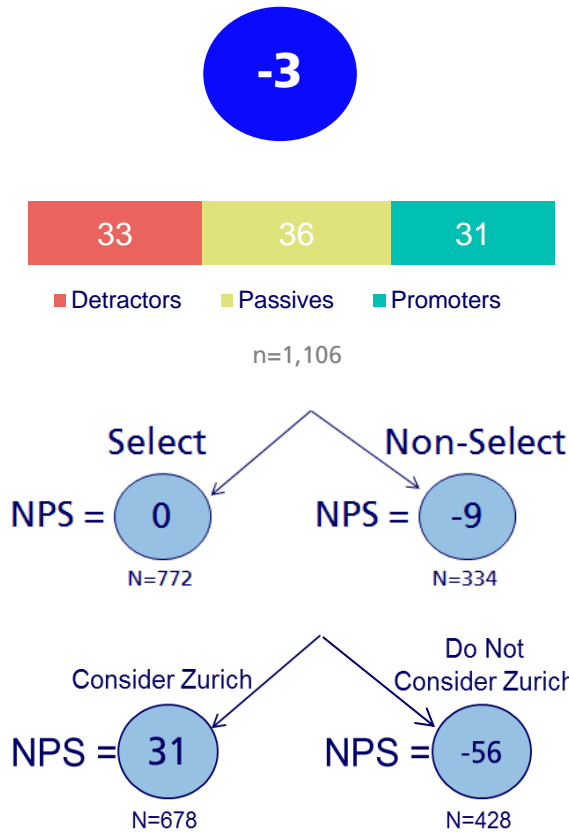 -3
33 36 31
Detractors Passives Promoters
n=1,106
Select Non-Select
NPS = 0 NPS = -9
N=772 N=334
Do Not
Consider Zurich Consider Zurich
NPS = 31 NPS = -56
N=678 N=428